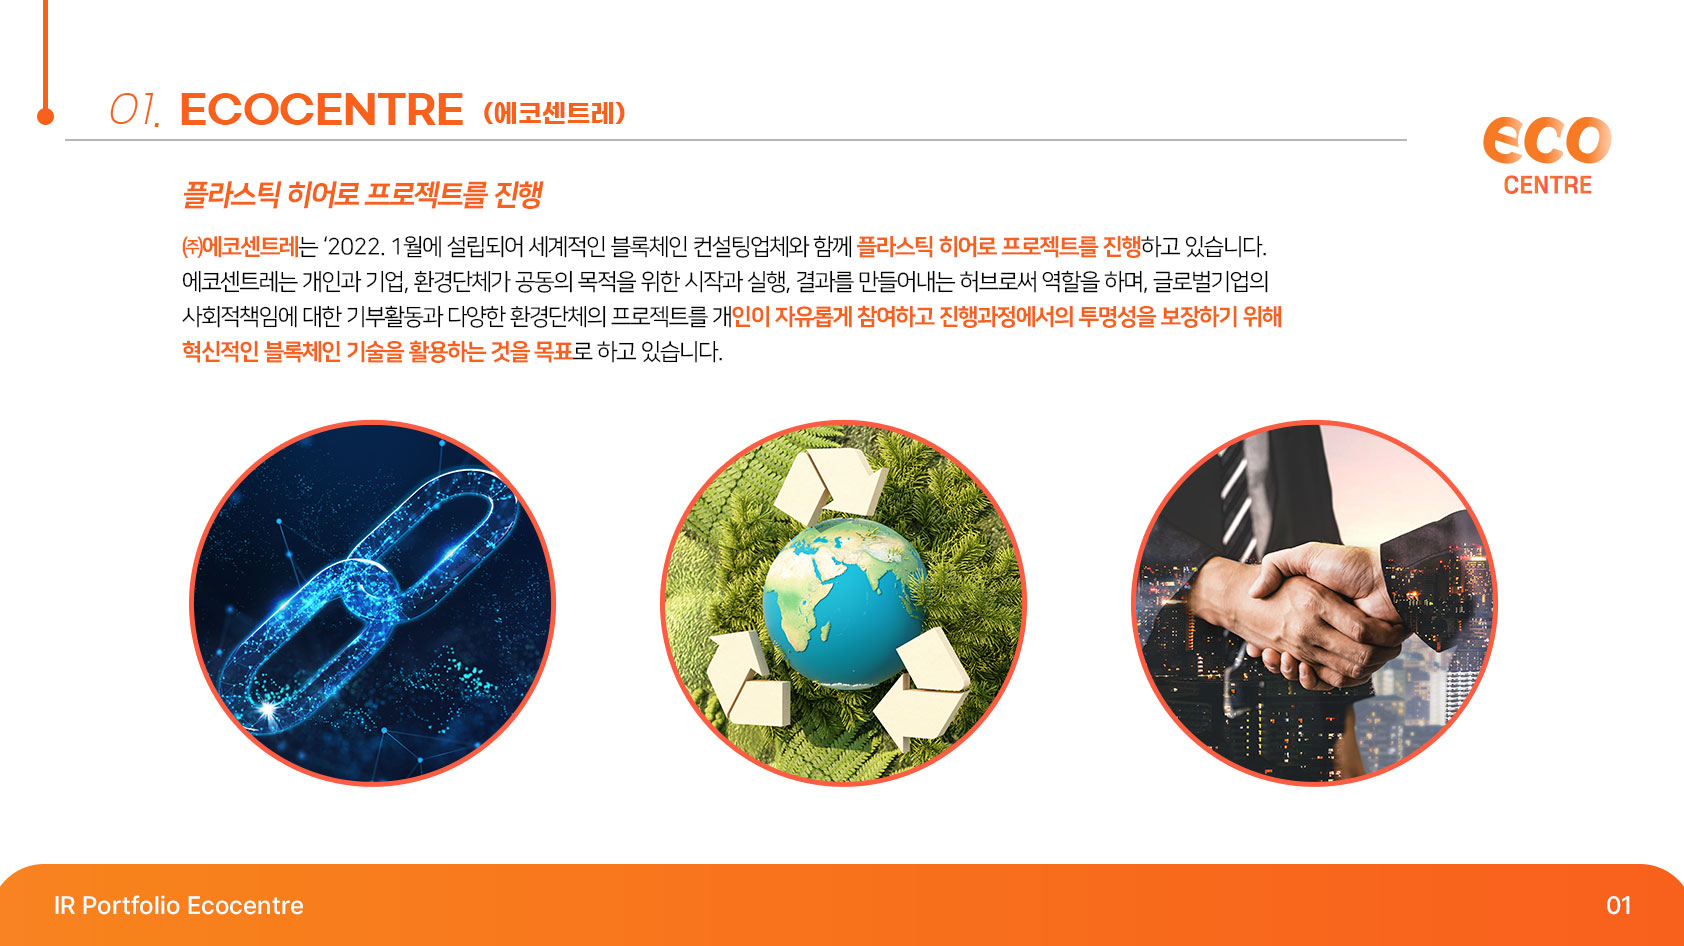 01. ECOCENTRE (에코센트레)
eco
CENTRE
플라스틱 히어로 프로젝트를 진행
㈜에코센트레는 ‘2022. 1월에 설립되어 세계적인 블록체인 컨설팅업체와 함께 플라스틱 히어로 프로젝트를 진행하고 있습니다.
에코센트레는 개인과 기업, 환경단체가 공동의 목적을 위한 시작과 실행, 결과를 만들어내는 허브로써 역할을 하며, 글로벌기업의
사회적책임에 대한 기부활동과 다양한 환경단체의 프로젝트를 개인이 자유롭게 참여하고 진행과정에서의 투명성을 보장하기 위해
혁신적인 블록체인 기술을 활용하는 것을 목표로 하고 있습니다.
IR Portfolio Ecocentre
01